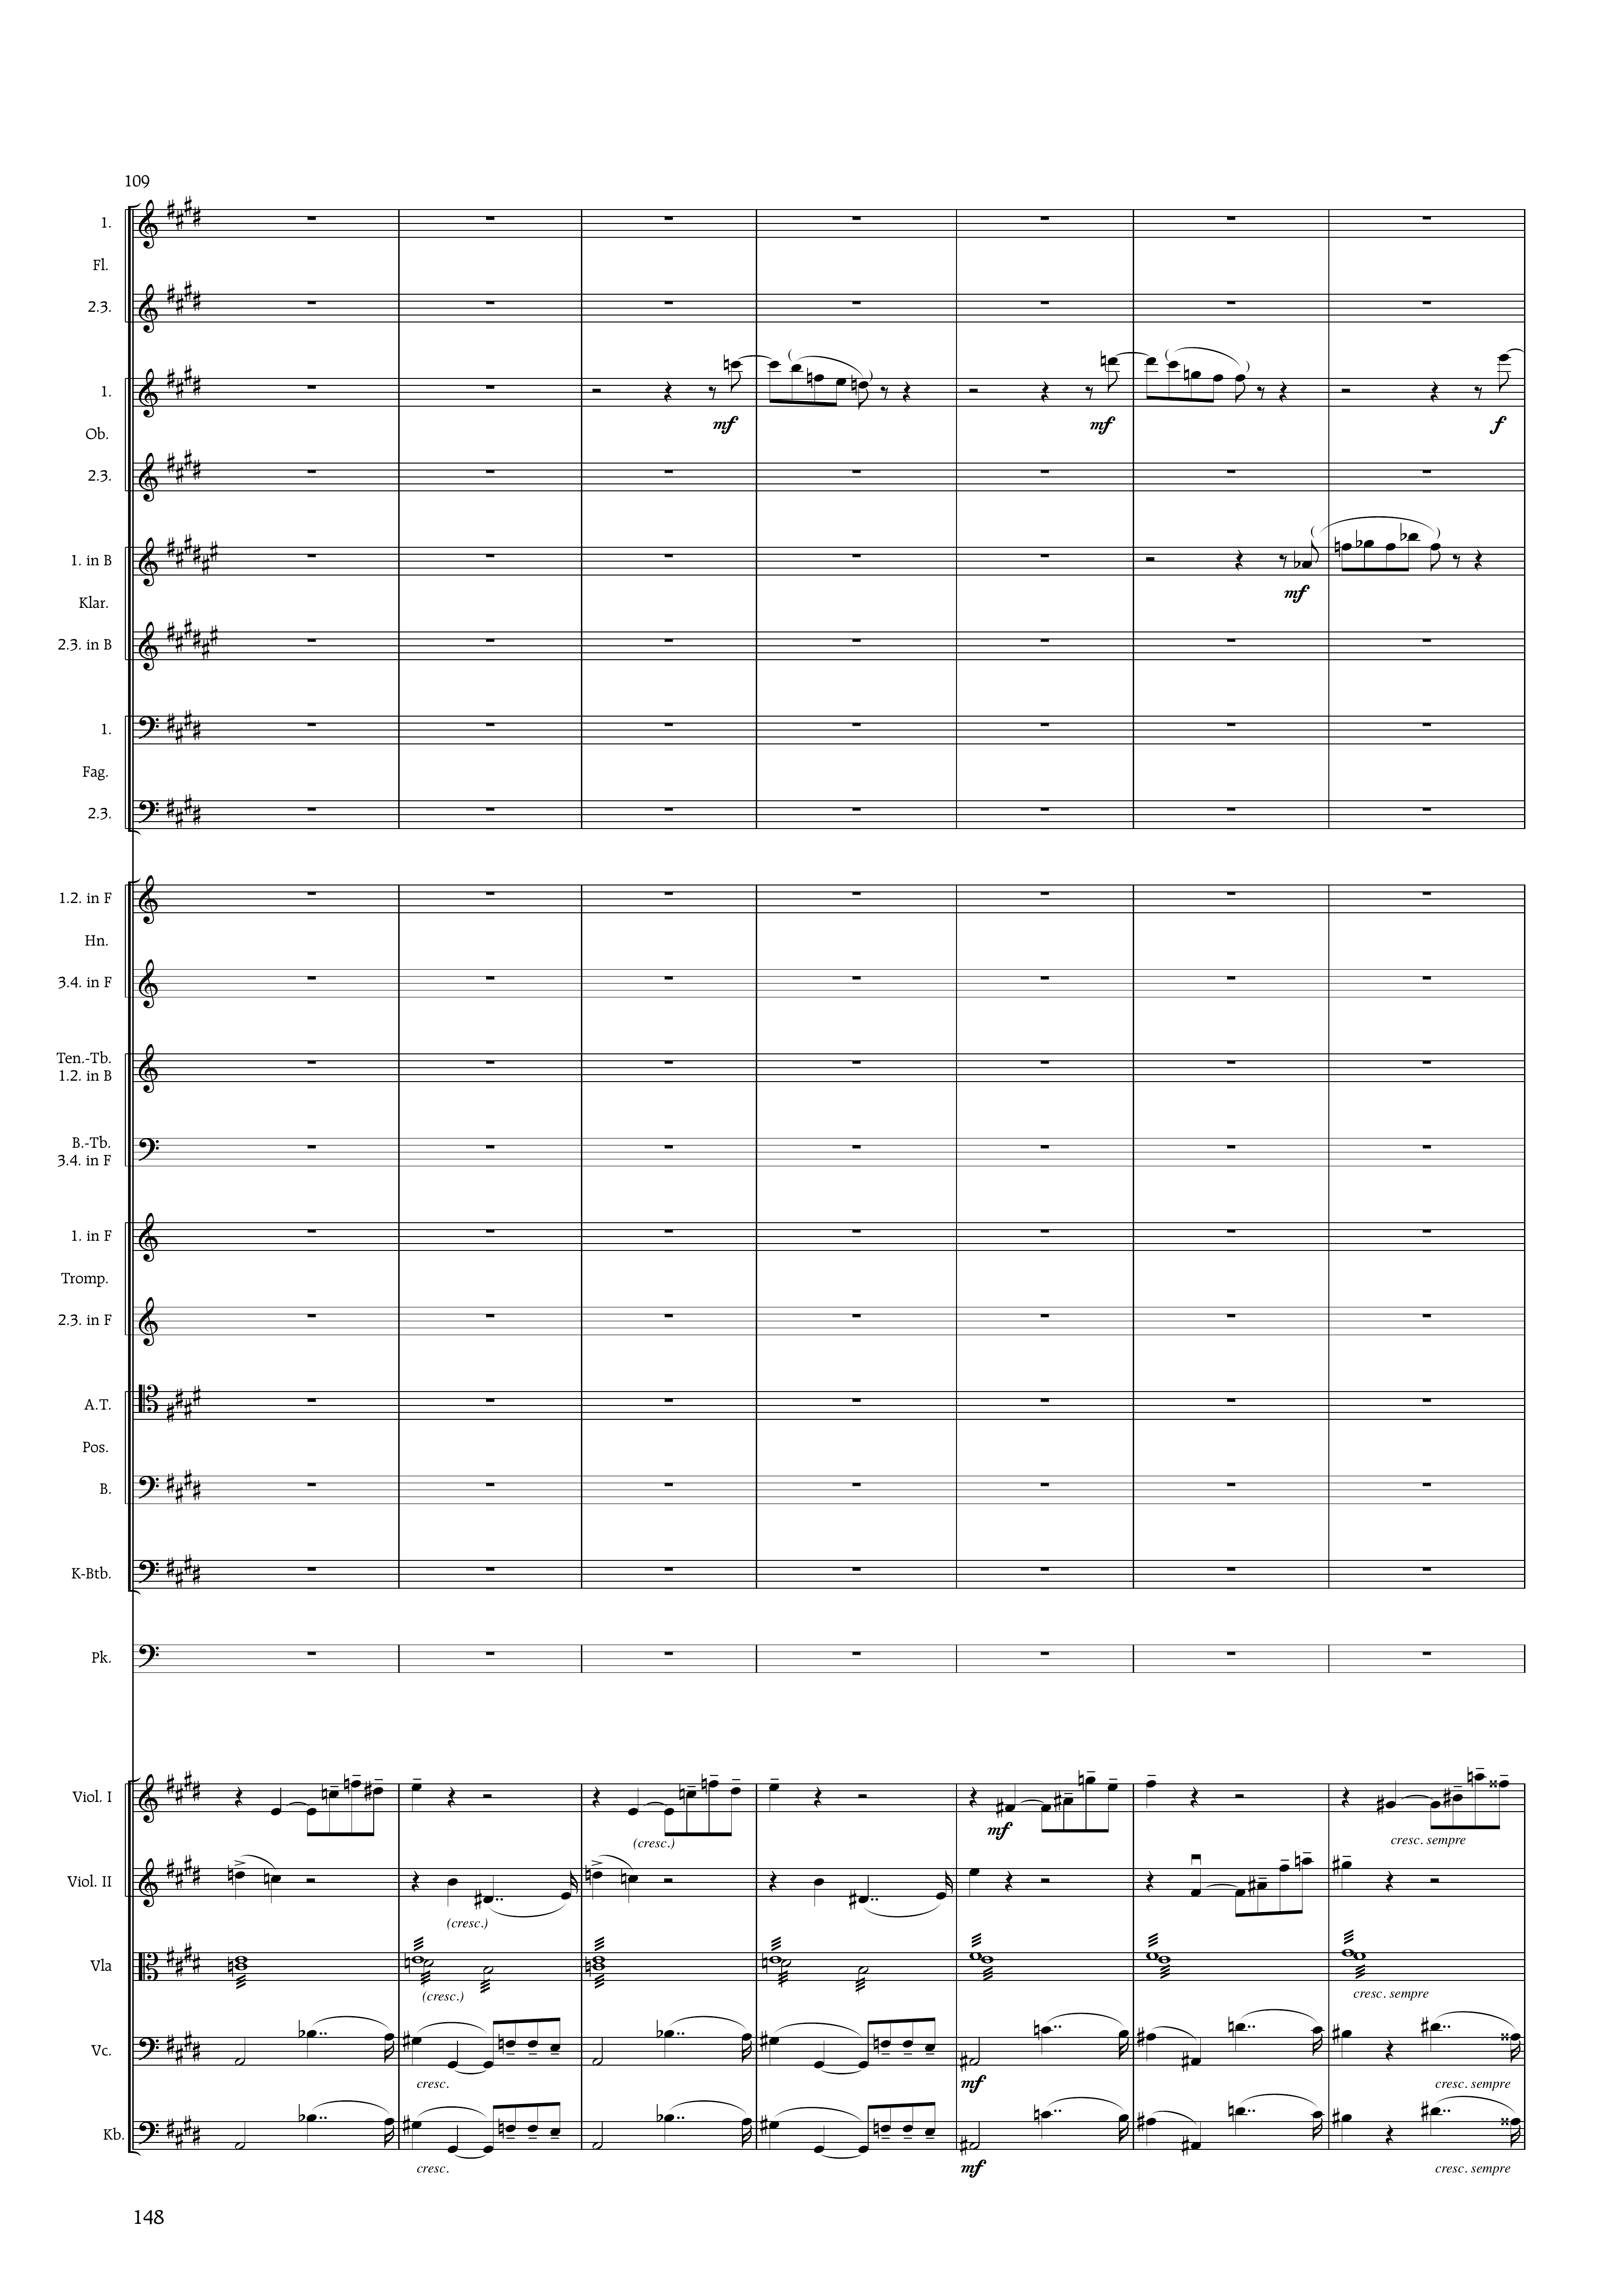 109
1.
Fl.
2.3.
1.
mf
mf
f
Ob.
2.3.
1. in B
mf
Klar.
2.3. in B
1.
Fag.
2.3.
1.2. in F
Hn.
3.4. in F
Ten.-Tb.
1.2. in B
B.-Tb.
3.4. in F
1. in F
Tromp.
2.3. in F
A.T.
Pos.
B.
K-Btb.
Pk.
Viol. I
mf
(cresc.)
cresc. sempre
Viol. II
(cresc.)
Vla
(cresc.)
cresc. sempre
Vc.
cresc.
mf
cresc. sempre
Kb.
cresc.
mf
cresc. sempre
148